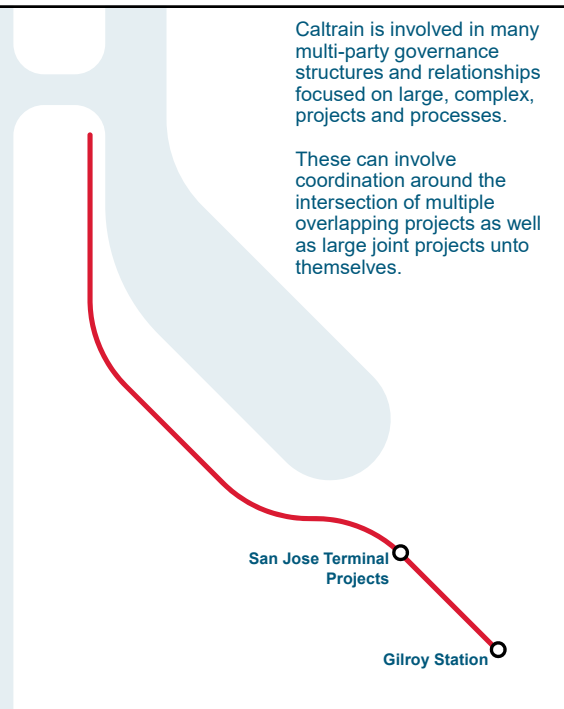 Caltrain is involved in many
multi-party governance
structures and relationships
focused on large, complex,
projects and processes.
These can involve
coordination around the
intersection of multiple
overlapping projects as well
as large joint projects unto
themselves.
San Jose Terminal
Projects
Gilroy Station